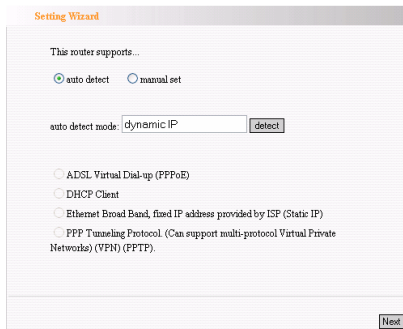 Setting Wizard
This router supports...
auto detect manual set
auto detect mode: dynamic IP detect
ADSL Virtual Dial-up (PPPoE)
DHCP Client
Ethernet Broad Band, fixed IP address provided by ISP (Static IP)
PPP Tunneling Protocol. (Can support multi-protocol Virtual Private
Networks) (VPN) (PPTP).
Next